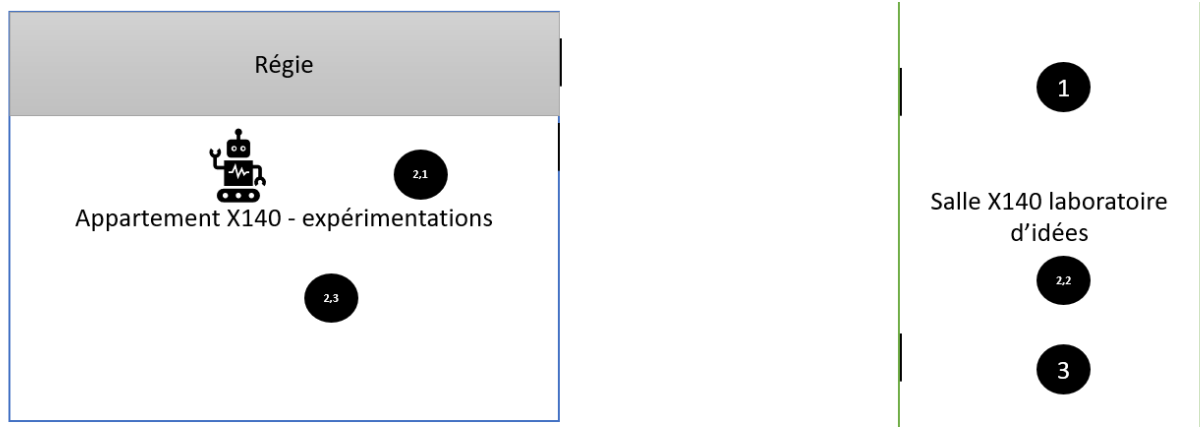 Régie
2,1
Appartement X140 - expérimentations
2,3
1
Salle X140 laboratoire
d’idées
2,2
3